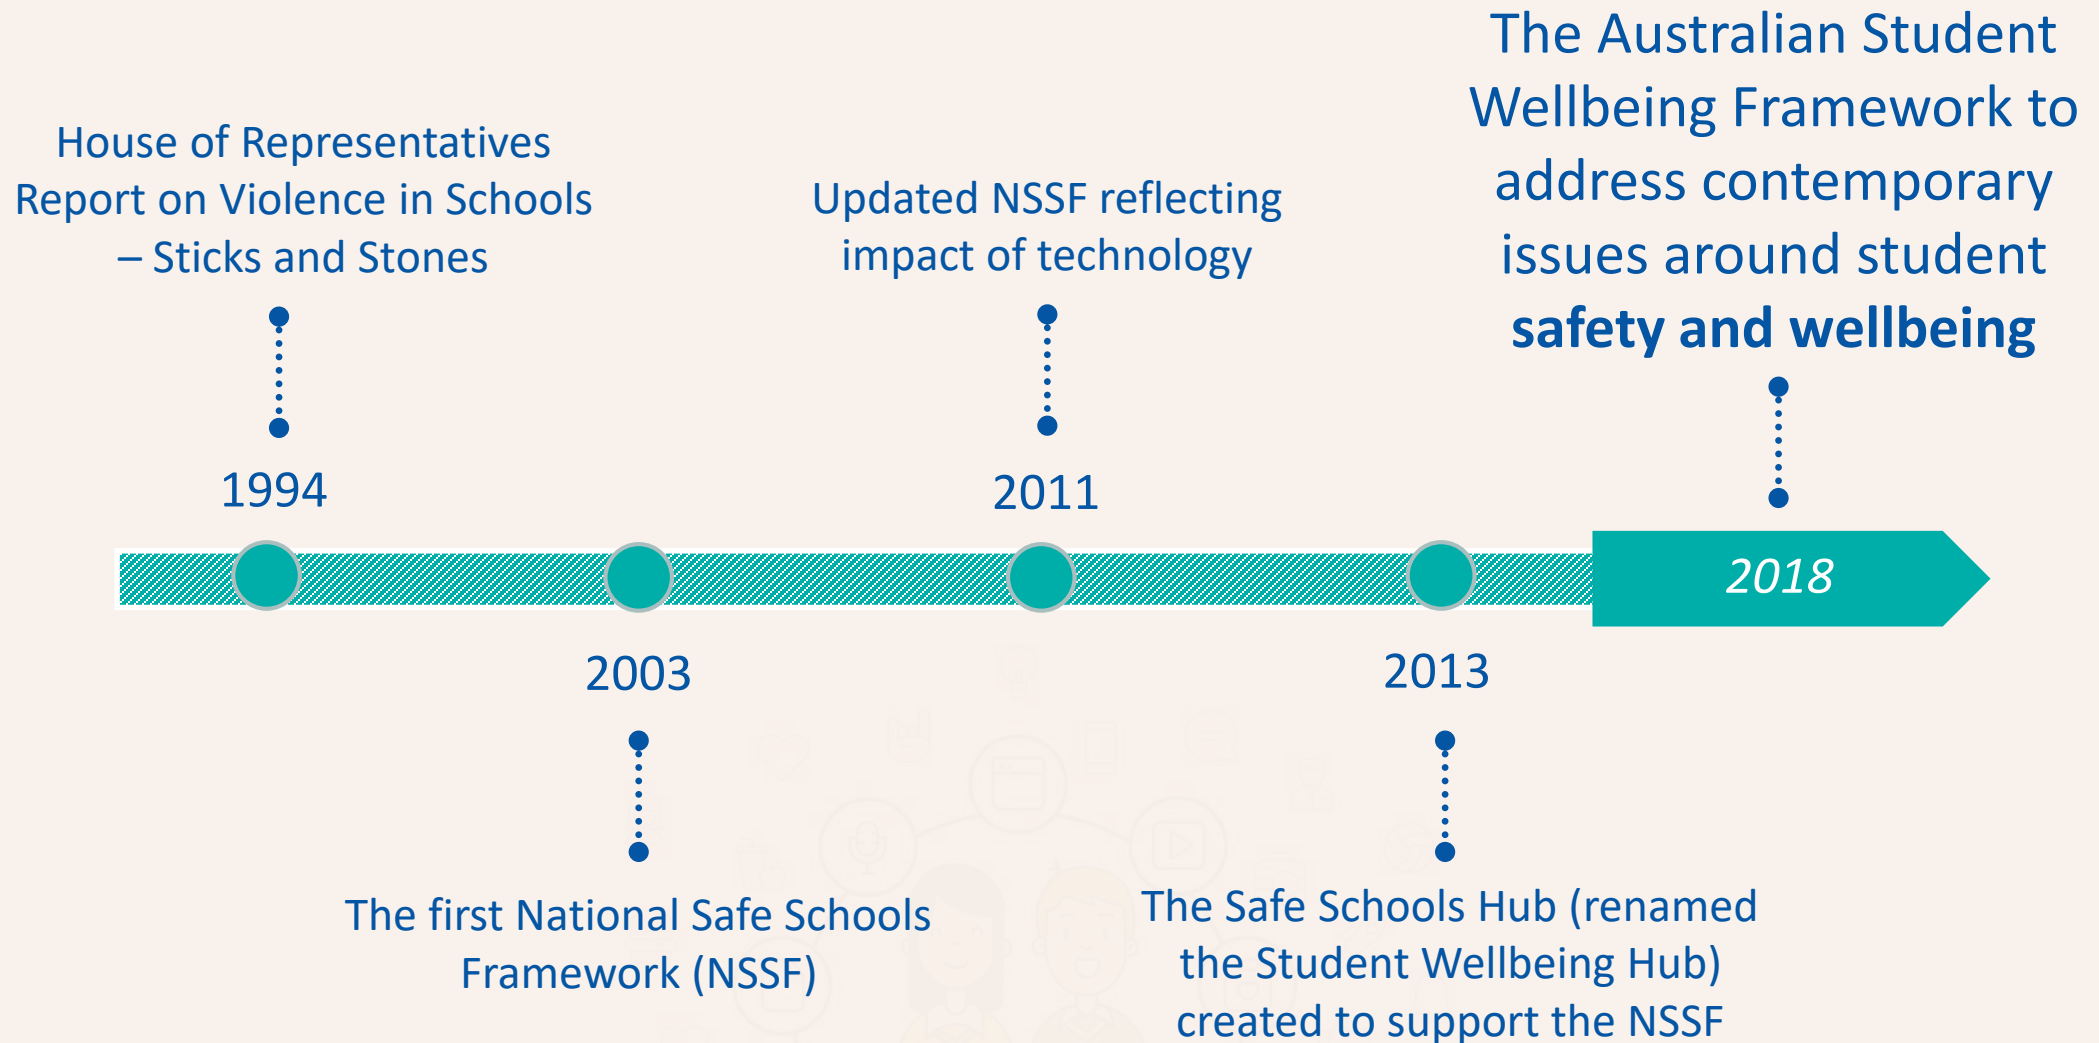 House of Representatives
Report on Violence in Schools
– Sticks and Stones
1994
The first National Safe Schools
Framework (NSSF)
2003
Updated NSSF reflecting
impact of technology
2011
The Safe Schools Hub (renamed
the Student Wellbeing Hub)
created to support the NSSF
2013
The Australian Student
Wellbeing Framework to
address contemporary
issues around student
safety and wellbeing
2018